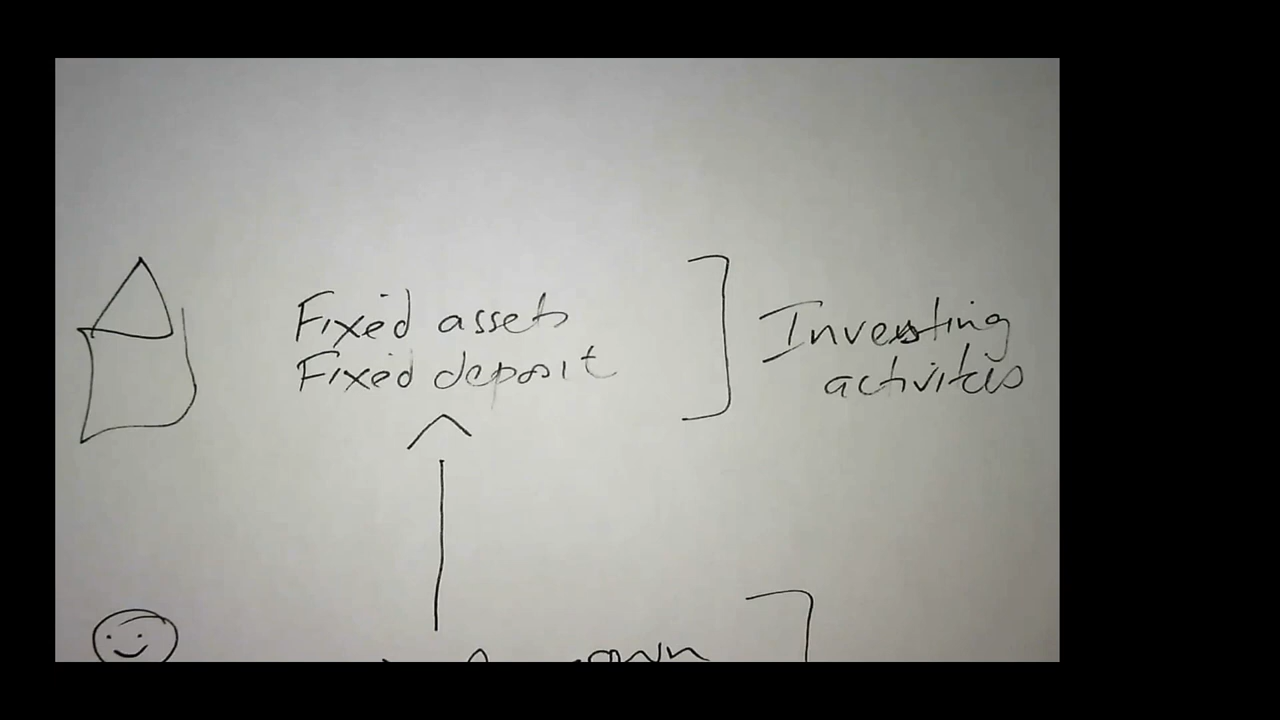 Fixed assets
Fixed deposit
Investing
activities